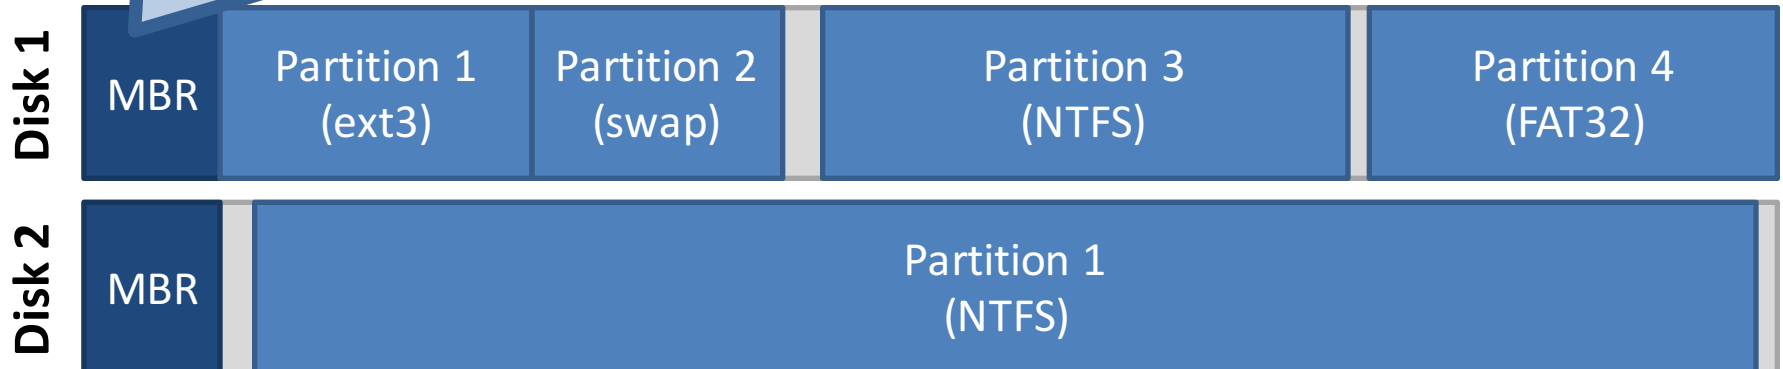 Disk 1
MBR
Partition 1
(ext3)
Partition 2
(swap)
Partition 3
(NTFS)
Partition 4
(FAT32)
Disk 2
MBR
Partition 1
(NTFS)